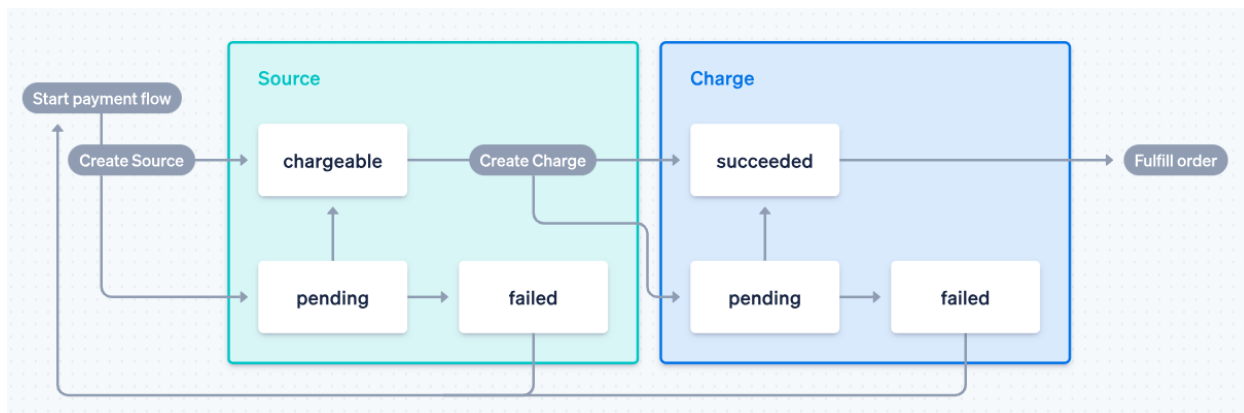 Source
Charge
Start payment flow
Create Source
chargeable
Create Charge
succeeded
Fulfill order
pending
failed
pending
failed